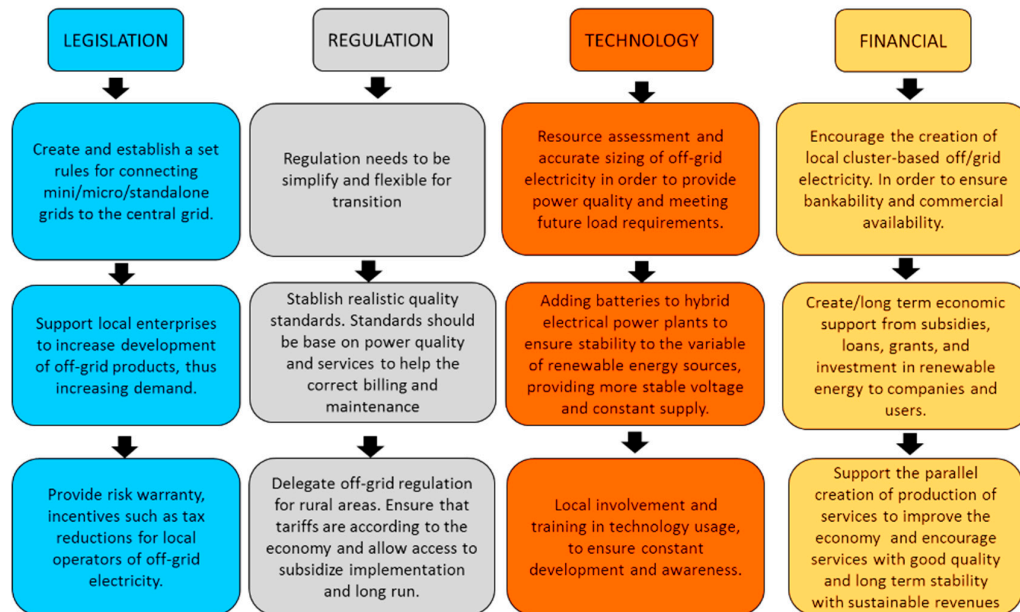 LEGISLATION
Create and establish a set
rules for connecting
mini/micro/standalone
grids to the central grid.
Support local enterprises
to increase development
of off-grid products, thus
increasing demand.
Provide risk warranty,
incentives such as tax
reductions for local
operators of off-grid
electricity.
REGULATION
Regulation needs to be
simplify and flexible for
transition
Stablish realistic quality
standards. Standards should
be base on power quality
and services to help the
correct billing and
maintenance
Delegate off-grid regulation
for rural areas. Ensure that
tariffs are according to the
economy and allow access to
subsidize implementation
and long run.
TECHNOLOGY
Resource assessment and
accurate sizing of off-grid
electricity in order to provide
power quality and meeting
future load requirements.
Adding batteries to hybrid
electrical power plants to
ensure stability to the variable
of renewable energy sources,
providing more stable voltage
and constant supply.
Local involvement and
training in technology usage,
to ensure constant
development and awareness.
FINANCIAL
Encourage the creation of
local cluster-based off/grid
electricity. In order to ensure
bankability and commercial
availability.
Create/long term economic
support from subsidies,
loans, grants, and
investment in renewable
energy to companies and
users.
Support the parallel
creation of production of
services to improve the
economy and encourage
services with good quality
and long term stability
with sustainable revenues